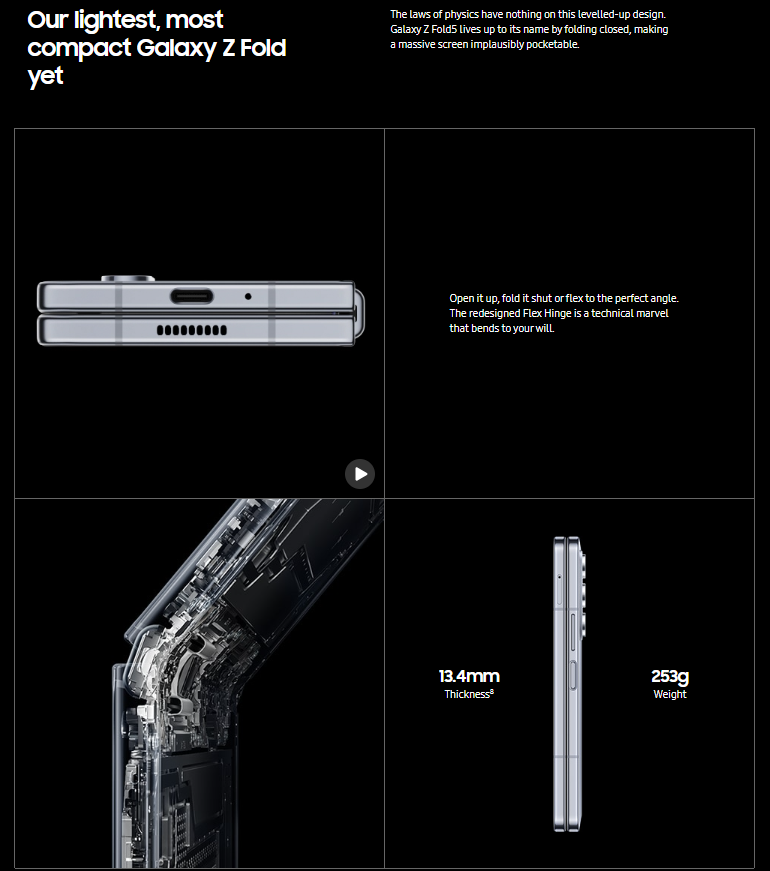 Our lightest, most
compact Galaxy Z Fold
yet
The laws of physics have nothing on this levelled-up design.
Galaxy Z Fold5 lives up to its name by folding closed, making
a massive screen implausibly pocketable.
Open it up, fold it shut or flex to the perfect angle.
The redesigned Flex Hinge is a technical marvel
that bends to your will.
13.4mm
Thickness⁸
253g
Weight